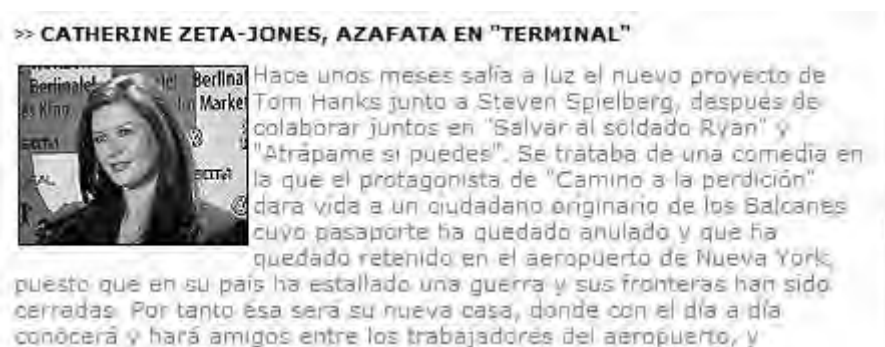 >> CATHERINE ZETA-JONES, AZAFATA EN "TERMINAL"
Berlinale
Berlinal
Market
Hace unos meses salía a luz el nuevo proyecto de
Tom Hanks junto a Steven Spielberg, después de
colaborar juntos en "Salvar al soldado Ryan" y
"Atrápame si puedes". Se trataba de una comedia en
la que el protagonista de "Camino a la perdición"
dara vida a un ciudadano originario de los Balcanes
cuyo pasaporte ha quedado anulado y que ha
quedado retenido en el aeropuerto de Nueva York,
puesto que en su país ha estallado una guerra y sus fronteras han sido
cerradas. Por tanto ésa será su nueva casa, donde con el día a día
conocerá y hará amigos entre los trabajadores del aeropuerto, y